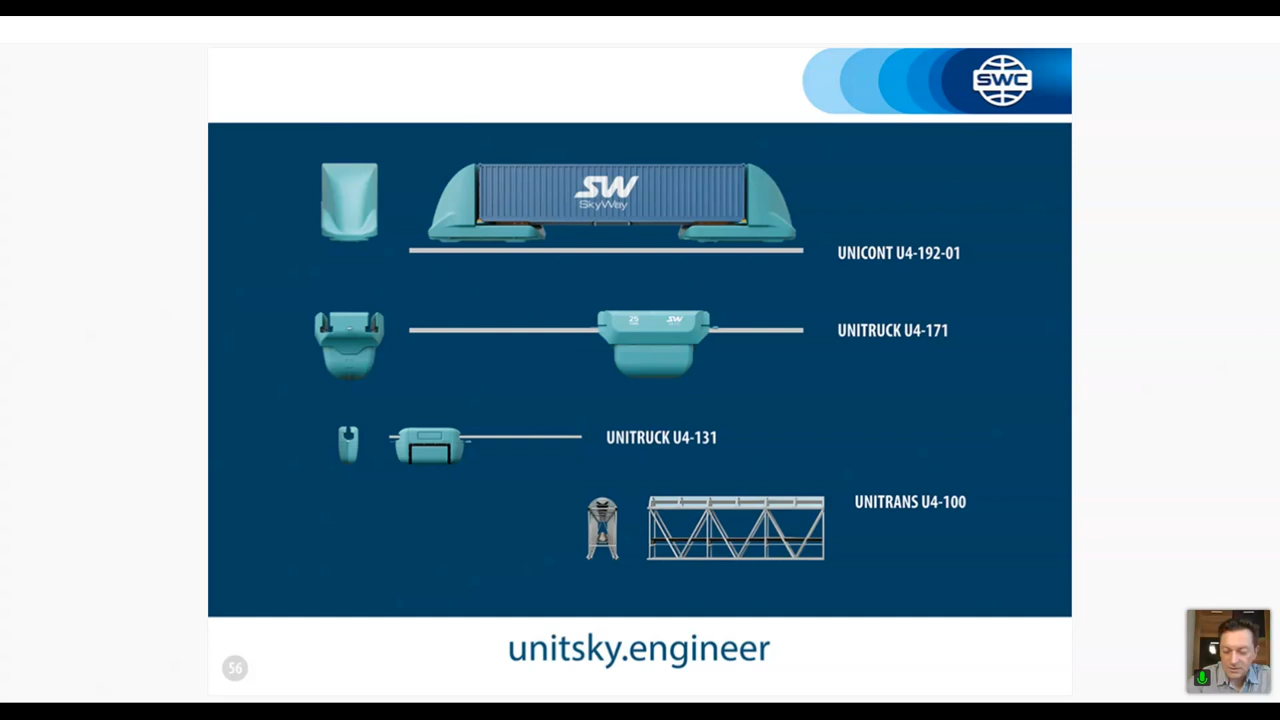 SWC
SW
SkyWay
UNICONT U4-192-01
25
SW
UNITRUCK U4-171
UNITRUCK U4-131
UNITRANS U4-100
unitsky.engineer
56